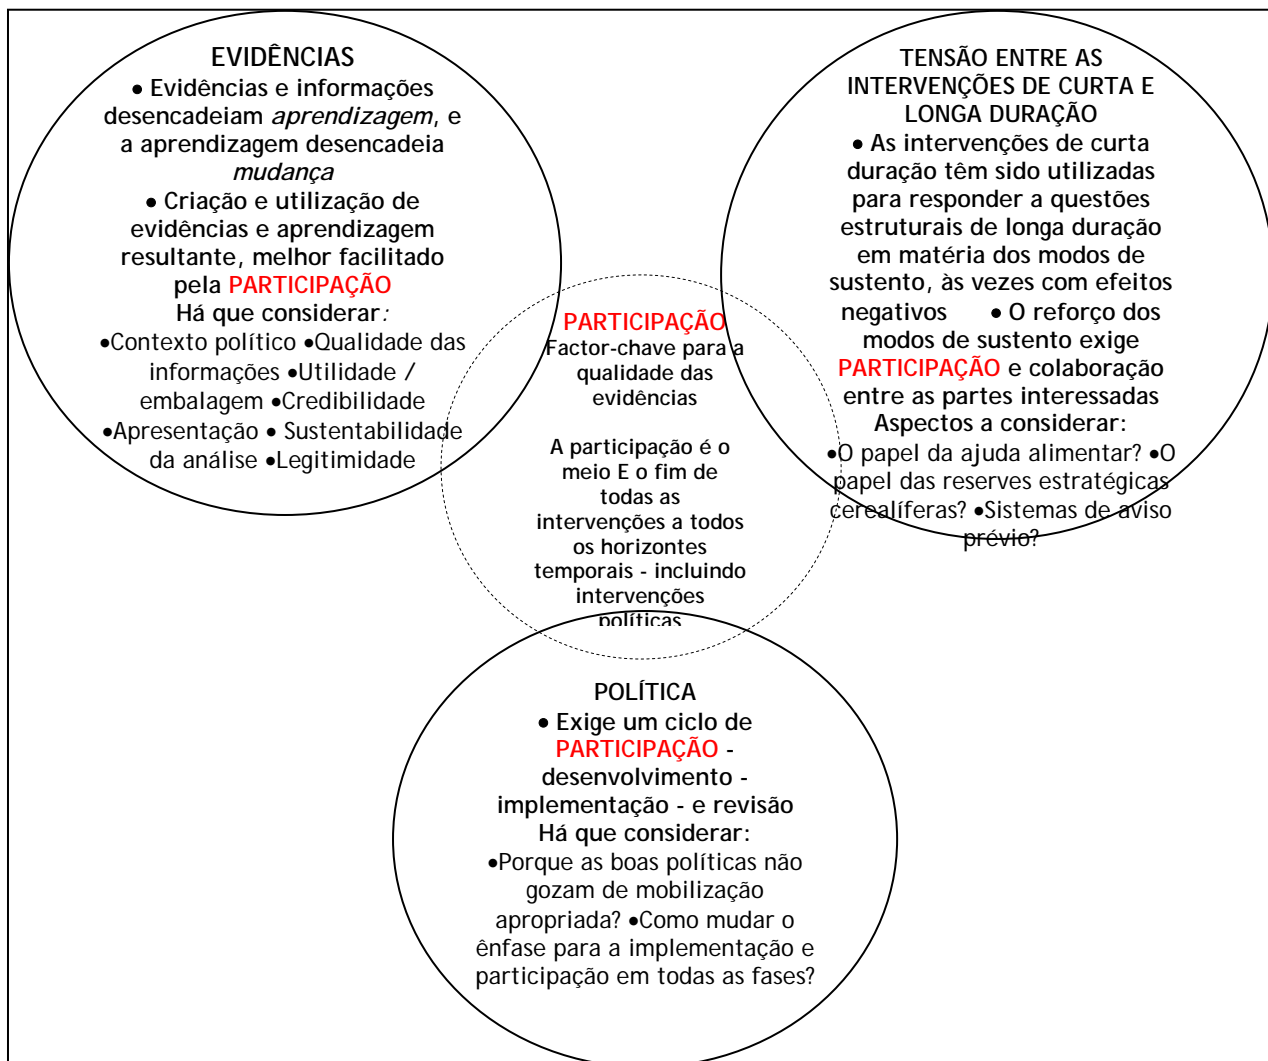 EVIDÊNCIAS
• Evidências e informações
desencadeiam aprendizagem, e
a aprendizagem desencadeia
mudança
• Criação e utilização de
evidências e aprendizagem
resultante, melhor facilitado
pela PARTICIPAÇÃO
Há que considerar:
•Contexto político •Qualidade das
informações •Utilidade /
embalagem •Credibilidade
•Apresentação • Sustentabilidade
da análise •Legitimidade
TENSÃO ENTRE AS
INTERVENÇÕES DE CURTA E
LONGA DURAÇÃO
• As intervenções de curta
duração têm sido utilizadas
para responder a questões
estruturais de longa duração
em matéria dos modos de
sustento, às vezes com efeitos
negativos • O reforço dos
modos de sustento exige
PARTICIPAÇÃO e colaboração
entre as partes interessadas
Aspectos a considerar:
•O papel da ajuda alimentar? •O
papel das reserves estratégicas
cerealíferas? •Sistemas de aviso
prévio?
PARTICIPAÇÃO
Factor-chave para a
qualidade das
evidências
A participação é o
meio E o fim de
todas as
intervenções a todos
os horizontes
temporais - incluindo
intervenções
políticas
POLÍTICA
• Exige um ciclo de
PARTICIPAÇÃO -
desenvolvimento -
implementação - e revisão
Há que considerar:
•Porque as boas políticas não
gozam de mobilização
apropriada? •Como mudar o
ênfase para a implementação e
participação em todas as fases?